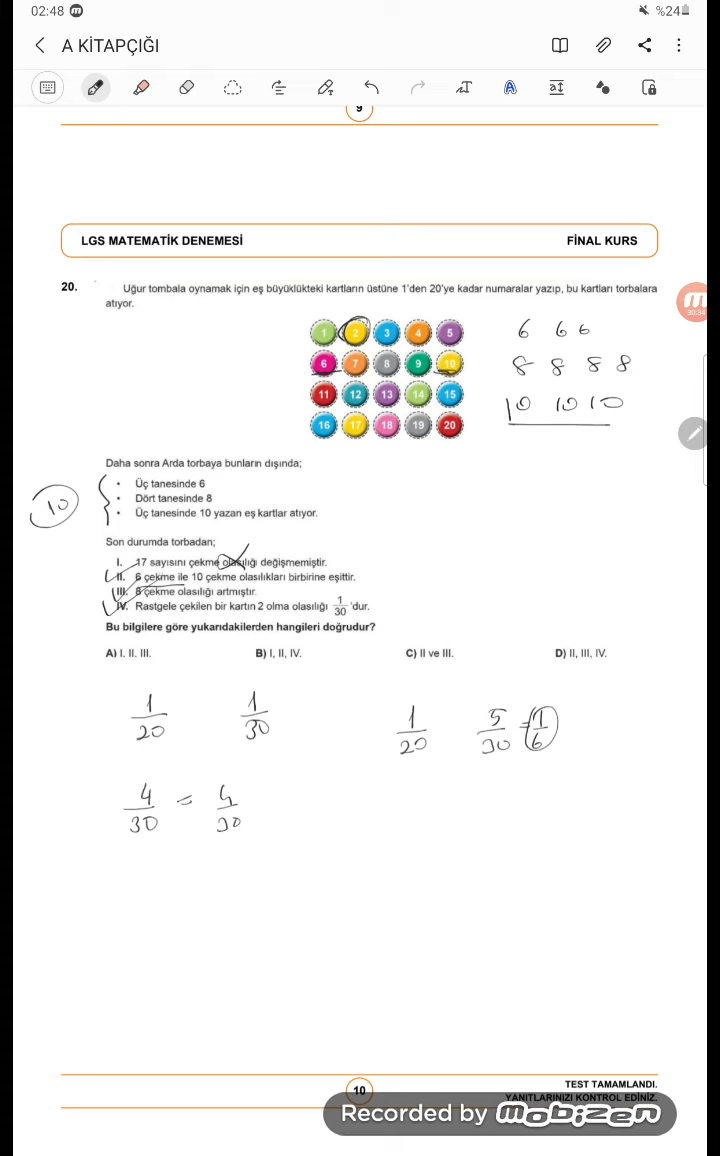 02:48 m %24
A KİTAPÇIĞI
9
LGS MATEMATİK DENEMESİ FİNAL KURS
20. Uğur tombala oynamak için eş büyüklükteki kartların üstüne 1'den 20'ye kadar numaralar yazıp, bu kartları torbalara
atıyor.
1 2 3 4 5
6 7 8 9 10
11 12 13 14 15
16 17 18 19 20
6 6 6
8 8 8 8
10 10 10
30:34
Daha sonra Arda torbaya bunların dışında;
• Üç tanesinde 6
• Dört tanesinde 8
• Üç tanesinde 10 yazan eş kartlar atıyor.
10
Son durumda torbadan;
I. 17 sayısını çekme olasılığı değişmemiştir.
II. 6 çekme ile 10 çekme olasılıkları birbirine eşittir.
III. 8 çekme olasılığı artmıştır.
IV. Rastgele çekilen bir kartın 2 olma olasılığı 1/30 'dur.
Bu bilgilere göre yukarıdakilerden hangileri doğrudur?
A) I, II, III. B) I, II, IV. C) II ve III. D) II, III, IV.
1/20 1/30 1/20 5/30 = 1/6
4/30 = 4/30
10
TEST TAMAMLANDI.
YANITLARINIZI KONTROL EDİNİZ.
Recorded by mobizen